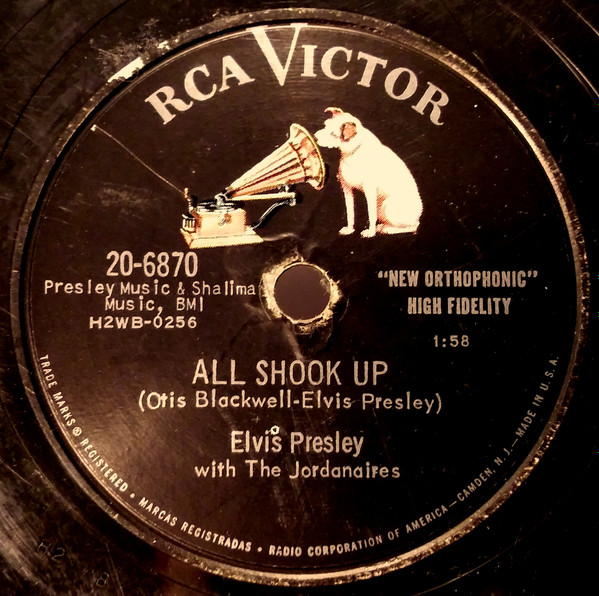 RCA VICTOR
20-6870
Presley Music & Shalimar
Music, BMI
H2WB-0256
"NEW ORTHOPHONIC"
HIGH FIDELITY
1:58
ALL SHOOK UP
(Otis Blackwell-Elvis Presley)
Elvis Presley
with The Jordanaires
TRADE MARKS ® REGISTERED • MARCAS REGISTRADAS • RADIO CORPORATION OF AMERICA—CAMDEN, N. J.—MADE IN U.S.A.